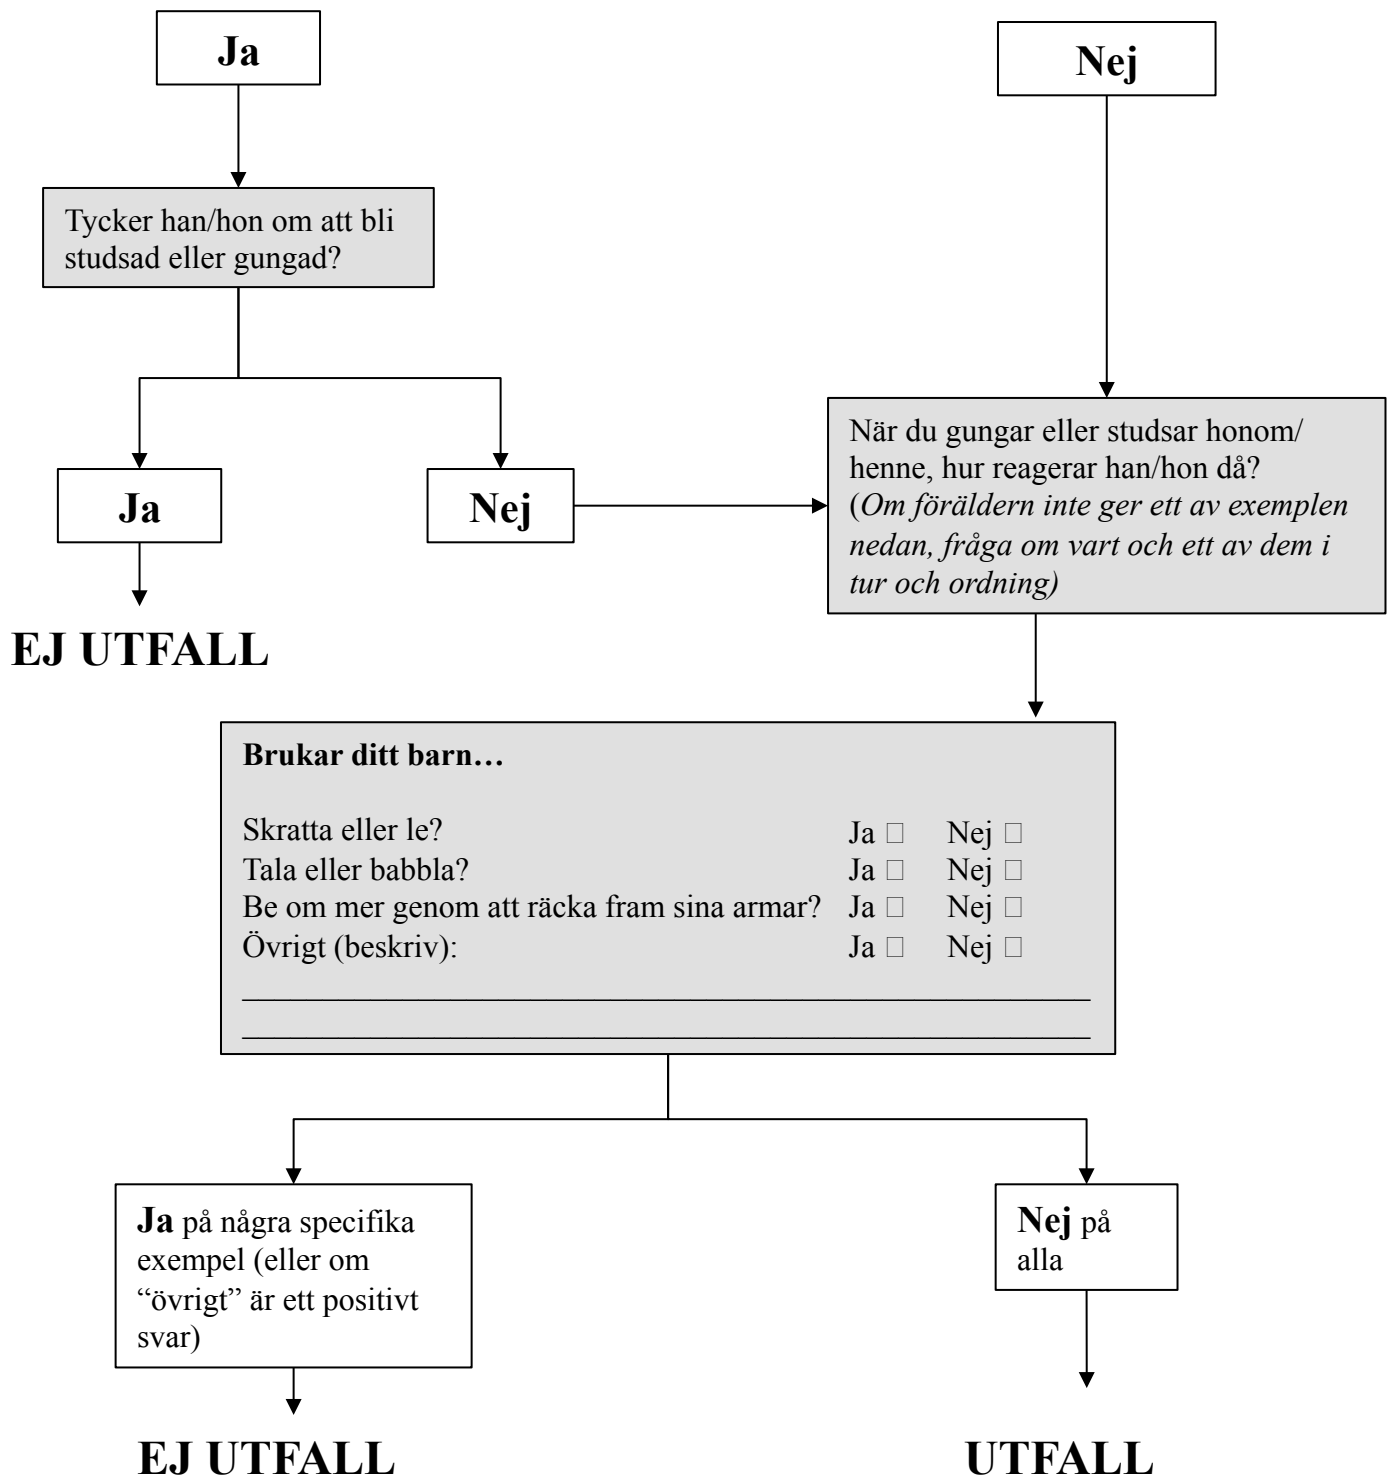 Ja
Nej
Tycker han/hon om att bli
studsad eller gungad?
Ja
Nej
När du gungar eller studsar honom/
henne, hur reagerar han/hon då?
(Om föräldern inte ger ett av exemplen
nedan, fråga om vart och ett av dem i
tur och ordning)
EJ UTFALL
Brukar ditt barn…
Skratta eller le? Ja □ Nej □
Tala eller babbla? Ja □ Nej □
Be om mer genom att räcka fram sina armar? Ja □ Nej □
Övrigt (beskriv): Ja □ Nej □
Ja på några specifika
exempel (eller om
“övrigt” är ett positivt
svar)
Nej på
alla
EJ UTFALL
UTFALL